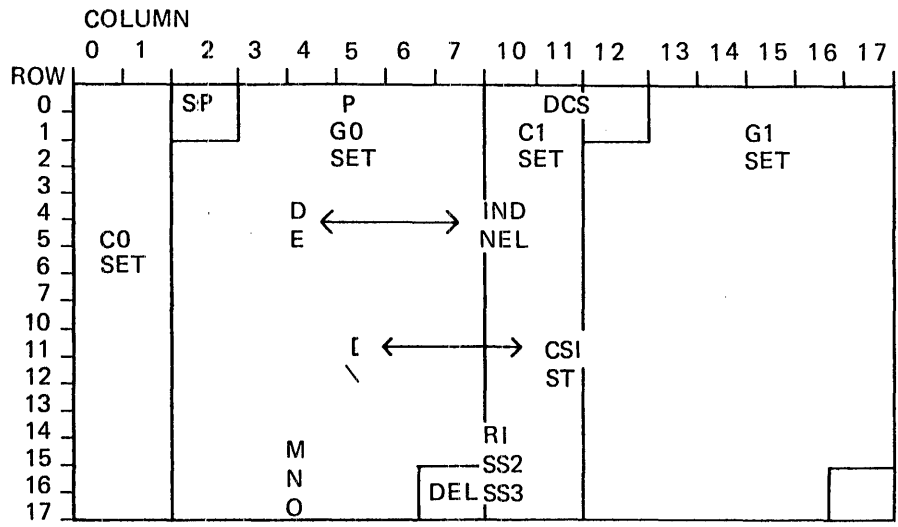 COLUMN
0 1 2 3 4 5 6 7 10 11 12 13 14 15 16 17
ROW
0 SP P DCS
1 G0 C1 G1
2 SET SET SET
3
4 D IND
5 C0 E NEL
6 SET
7
10
11 [ CSI
12 \ ST
13
14 M RI
15 N SS2
16 DEL SS3
17 O